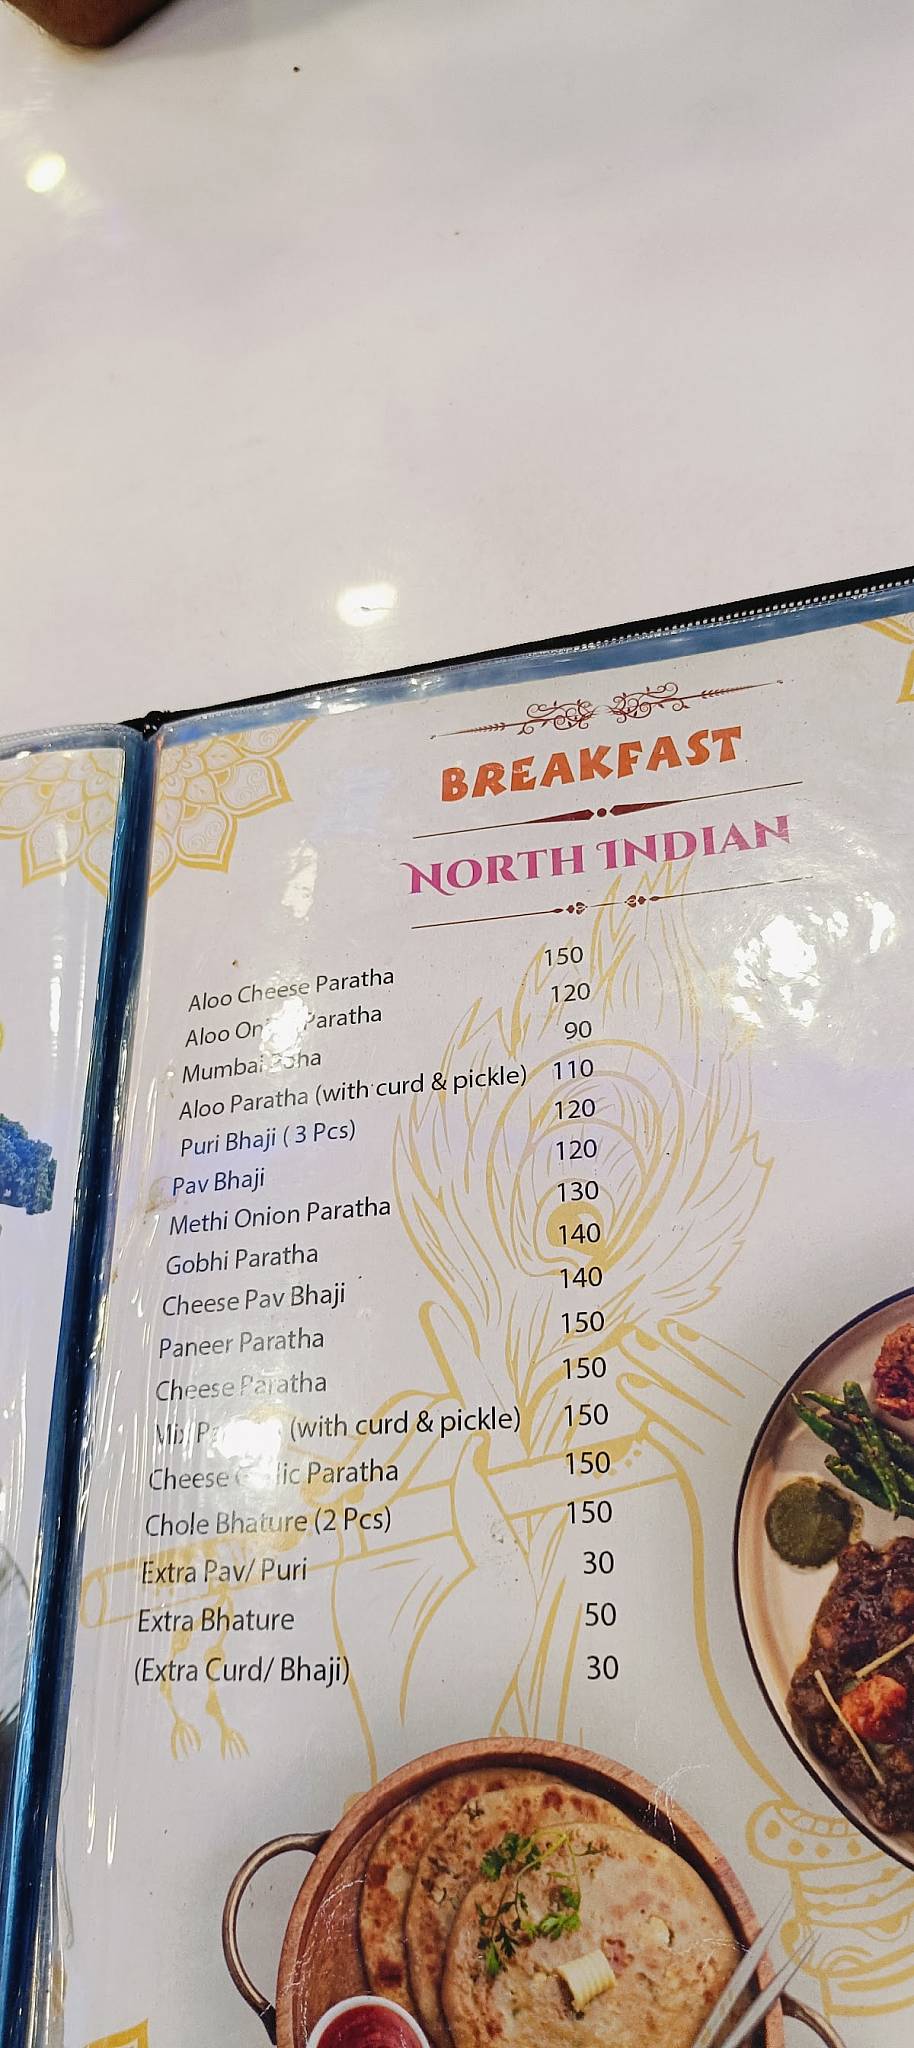 BREAKFAST
NORTH INDIAN
Aloo Cheese Paratha 150
Aloo Paratha 120
Mumbai 90
Aloo Paratha (with curd & pickle) 110
Puri Bhaji ( 3 Pcs) 120
Pav Bhaji 120
Methi Onion Paratha 130
Gobhi Paratha 140
Cheese Pav Bhaji 140
Paneer Paratha 150
Cheese Paratha 150
Mix (with curd & pickle) 150
Cheese Paratha 150
Chole Bhature (2 Pcs) 150
Extra Pav/ Puri 30
Extra Bhature 50
(Extra Curd/ Bhaji) 30